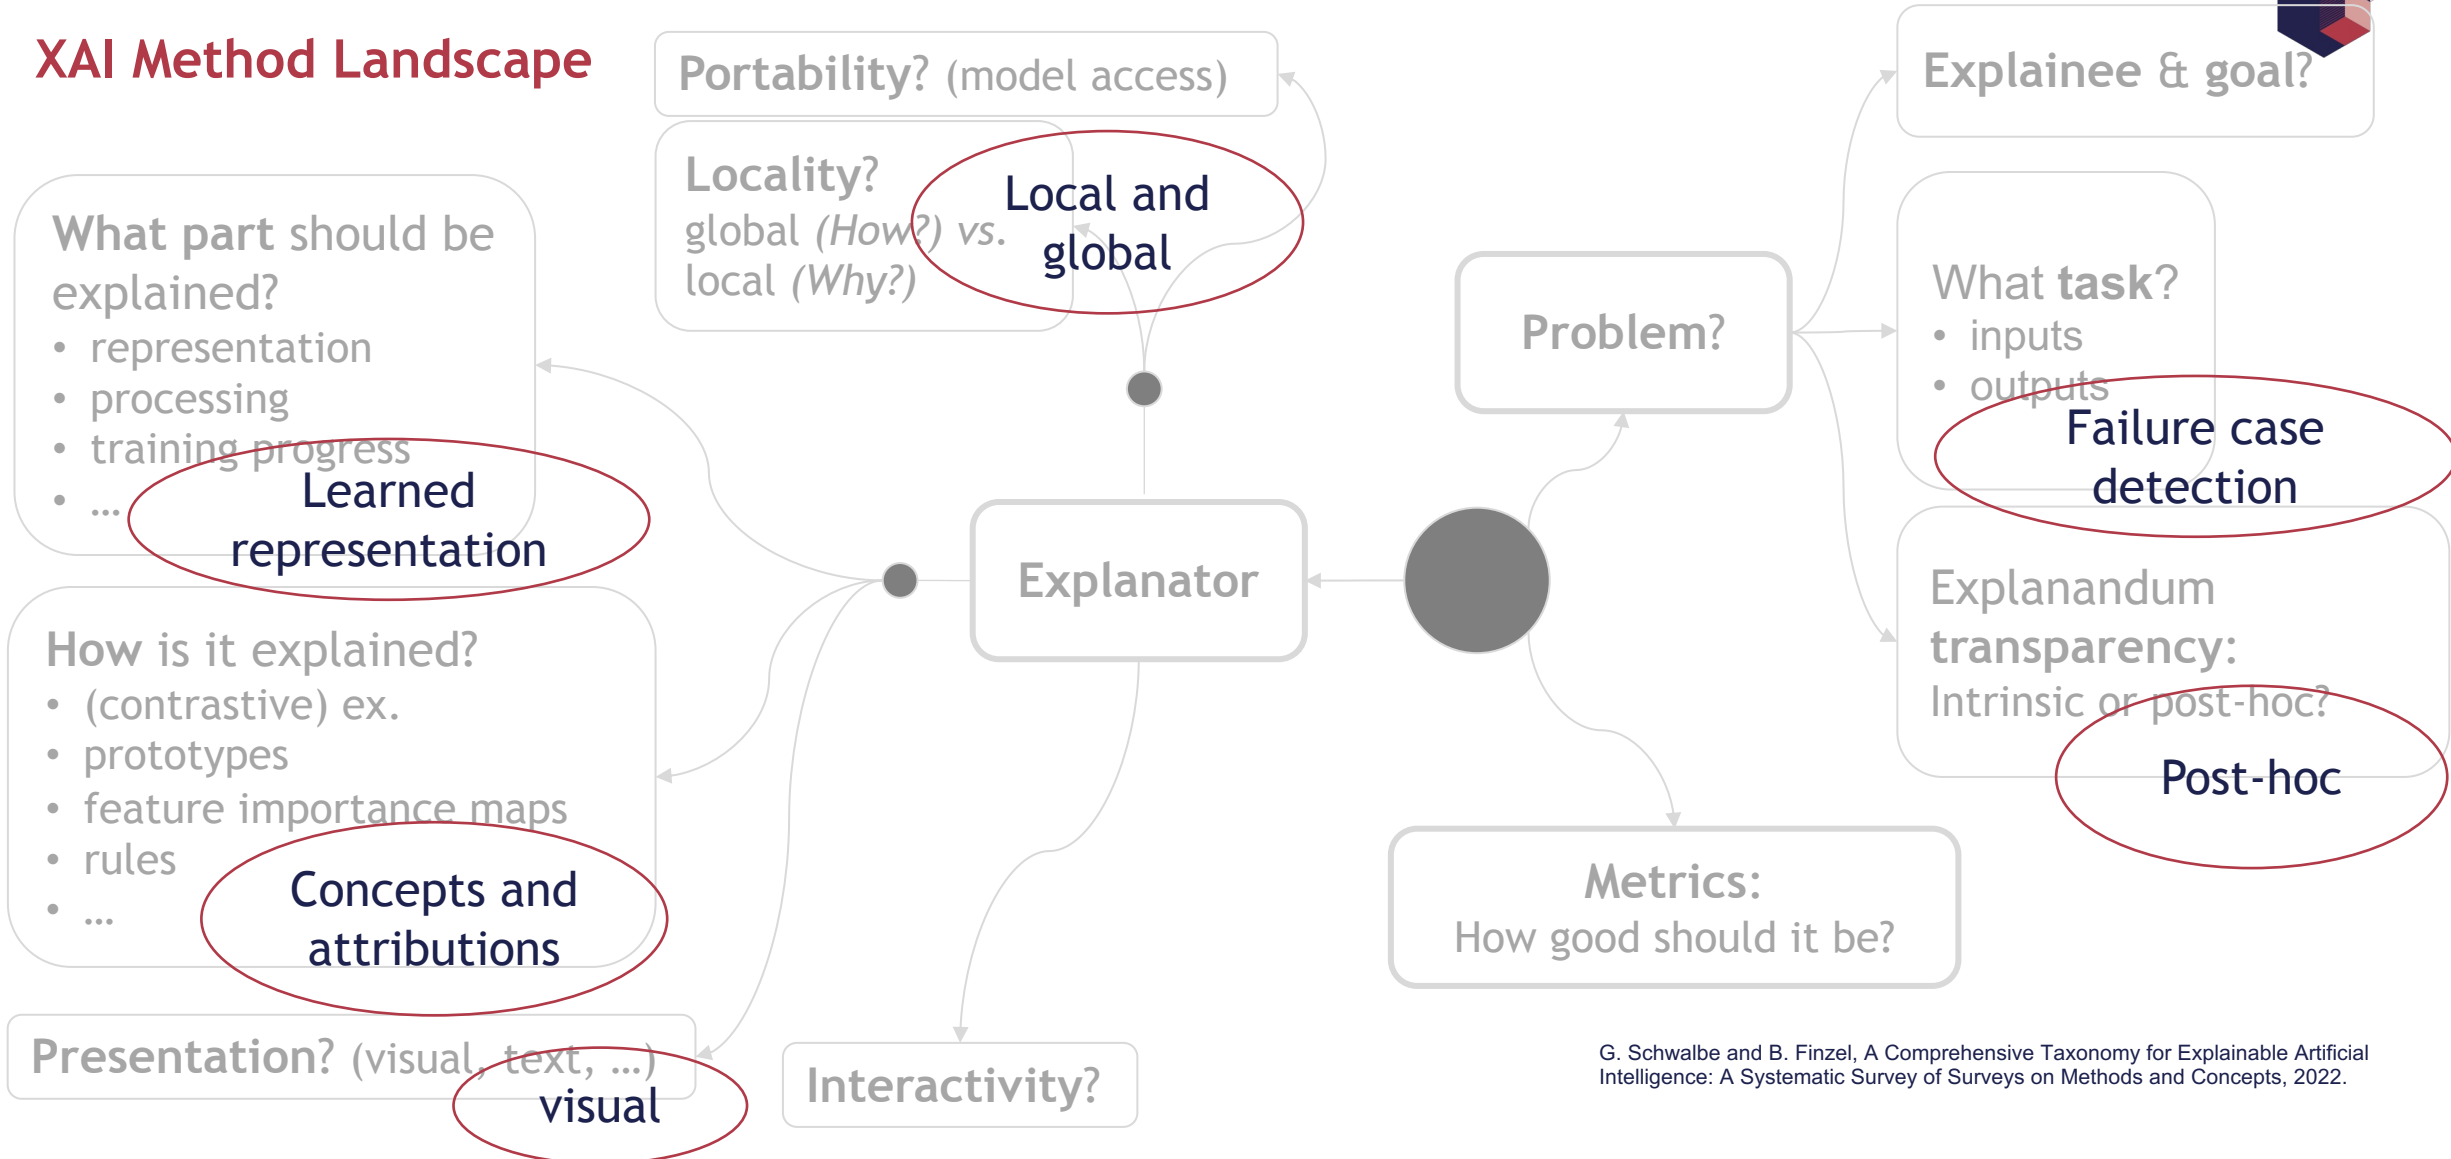 XAI Method Landscape
Portability? (model access)
Locality?
global (How?) vs.
local (Why?)
Local and
global
What part should be
explained?
• representation
• processing
• training progress
• ...
Learned
representation
How is it explained?
• (contrastive) ex.
• prototypes
• feature importance maps
• rules
• ...
Concepts and
attributions
Presentation? (visual, text, ...)
visual
Interactivity?
Explanator
Problem?
Explainee & goal?
What task?
• inputs
• outputs
Failure case
detection
Explanandum
transparency:
Intrinsic or post-hoc?
Post-hoc
Metrics:
How good should it be?
G. Schwalbe and B. Finzel, A Comprehensive Taxonomy for Explainable Artificial
Intelligence: A Systematic Survey of Surveys on Methods and Concepts, 2022.